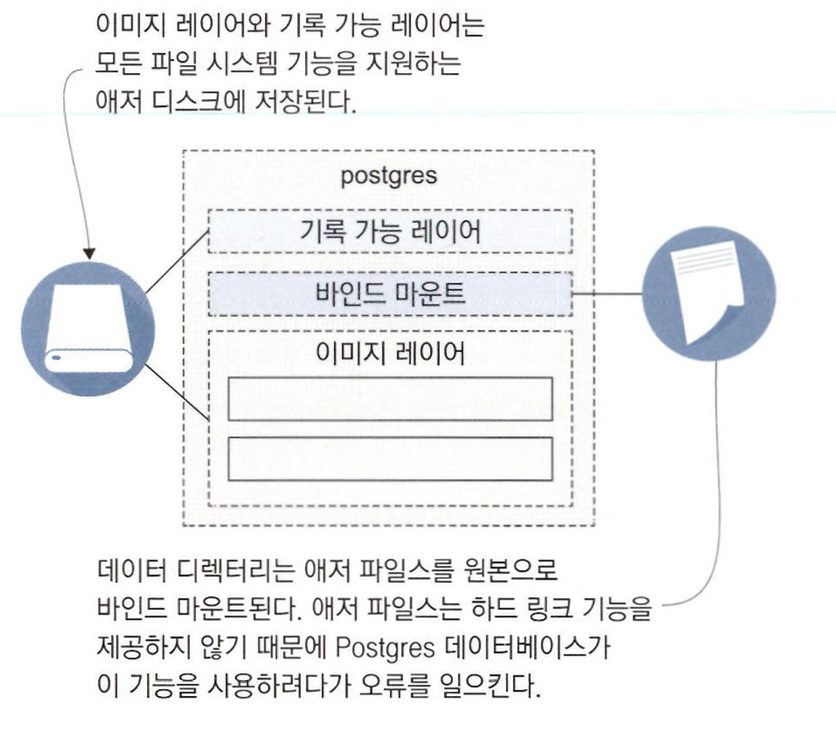 이미지 레이어와 기록 가능 레이어는
모든 파일 시스템 기능을 지원하는
애저 디스크에 저장된다.
postgres
기록 가능 레이어
바인드 마운트
이미지 레이어
데이터 디렉터리는 애저 파일스를 원본으로
바인드 마운트된다. 애저 파일스는 하드 링크 기능을
제공하지 않기 때문에 Postgres 데이터베이스가
이 기능을 사용하려다가 오류를 일으킨다.